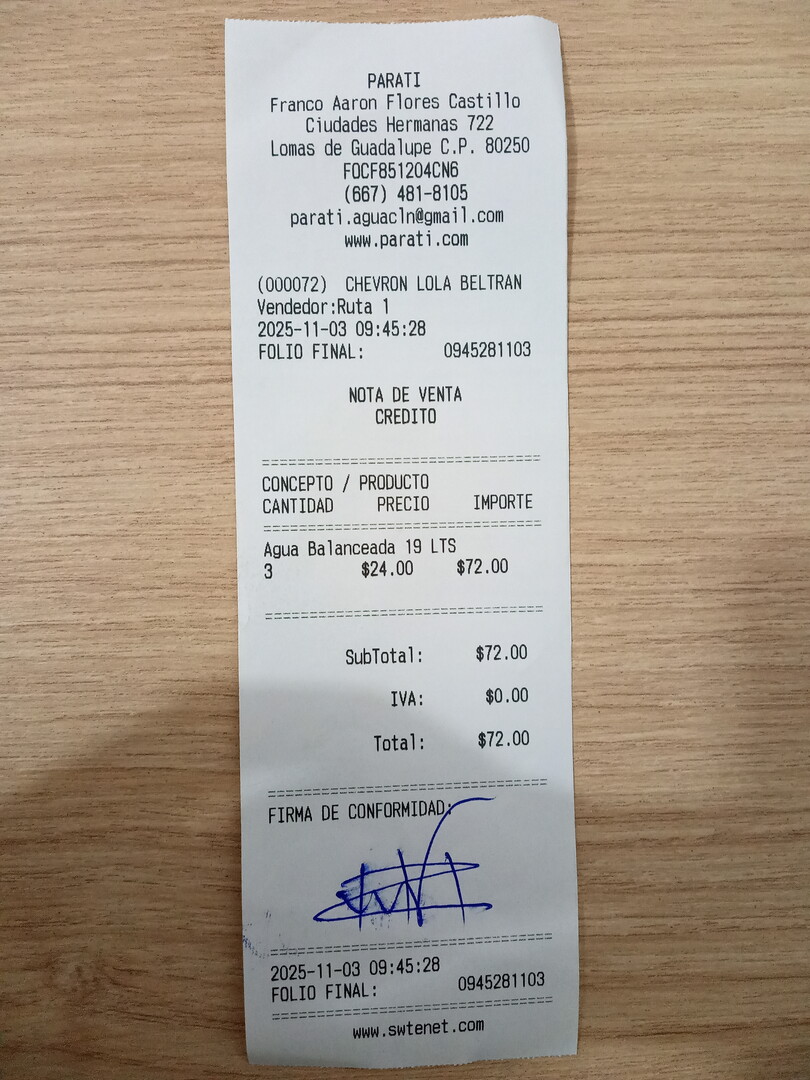 PARATI
Franco Aaron Flores Castillo
Ciudades Hermanas 722
Lomas de Guadalupe C.P. 80250
FOCF851204CN6
(667) 481-8105
parati.aguacln@gmail.com
www.parati.com
(000072) CHEVRON LOLA BELTRAN
Vendedor:Ruta 1
2025-11-03 09:45:28
FOLIO FINAL: 0945281103
NOTA DE VENTA
CREDITO
================================
CONCEPTO / PRODUCTO
CANTIDAD PRECIO IMPORTE
================================
Agua Balanceada 19 LTS
3 $24.00 $72.00
================================
SubTotal: $72.00
IVA: $0.00
Total: $72.00
================================
FIRMA DE CONFORMIDAD:
================================
2025-11-03 09:45:28
FOLIO FINAL: 0945281103
================================
www.swtenet.com